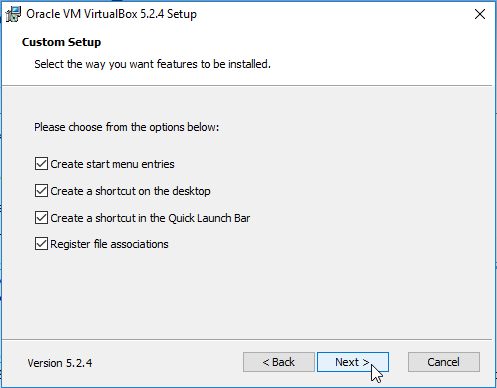 Oracle VM VirtualBox 5.2.4 Setup
Custom Setup
Select the way you want features to be installed.
Please choose from the options below:
Create start menu entries
Create a shortcut on the desktop
Create a shortcut in the Quick Launch Bar
Register file associations
Version 5.2.4
< Back
Next >
Cancel